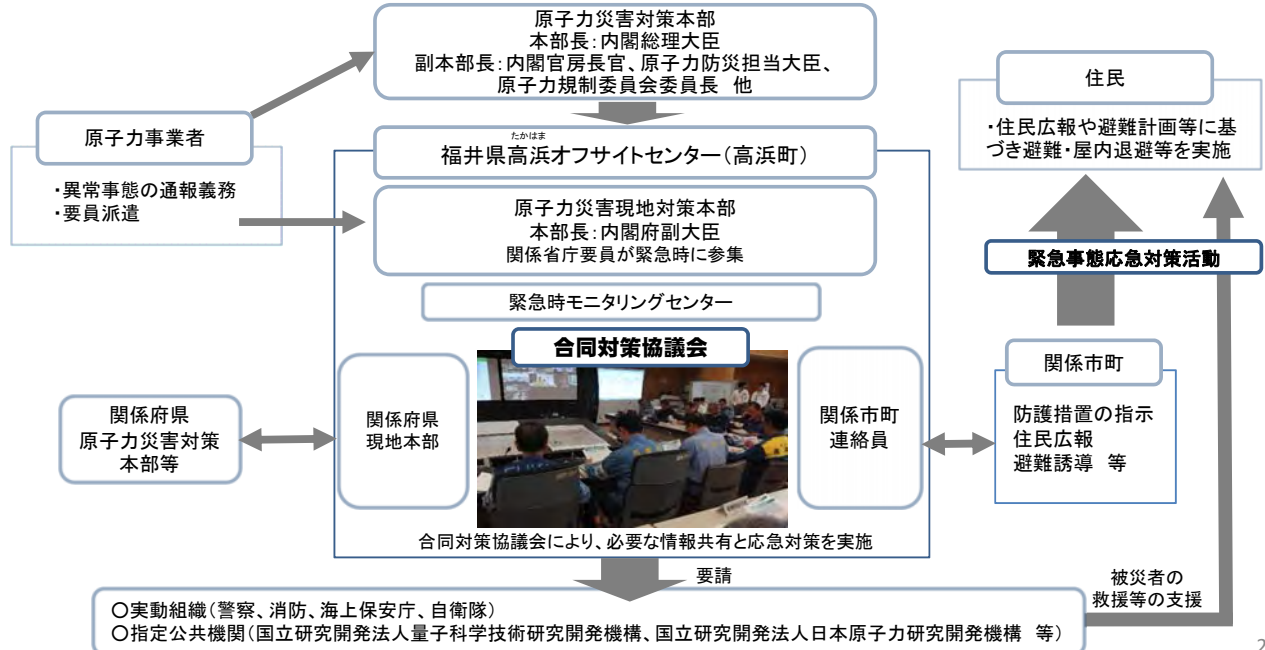 原子力災害対策本部
本部長：内閣総理大臣
副本部長：内閣官房長官、原子力防災担当大臣、
原子力規制委員会委員長　他
住民
・住民広報や避難計画等に基
づき避難・屋内退避等を実施
原子力事業者
・異常事態の通報義務
・要員派遣
たかはま
福井県高浜オフサイトセンター（高浜町）
原子力災害現地対策本部
本部長：内閣府副大臣
関係省庁要員が緊急時に参集
緊急時モニタリングセンター
合同対策協議会
緊急事態応急対策活動
関係府県
原子力災害対策
本部等
関係府県
現地本部
関係市町
連絡員
関係市町
防護措置の指示
住民広報
避難誘導　等
合同対策協議会により、必要な情報共有と応急対策を実施
要請
被災者の
救援等の支援
○実動組織（警察、消防、海上保安庁、自衛隊）
○指定公共機関（国立研究開発法人量子科学技術研究開発機構、国立研究開発法人日本原子力研究開発機構　等）
2